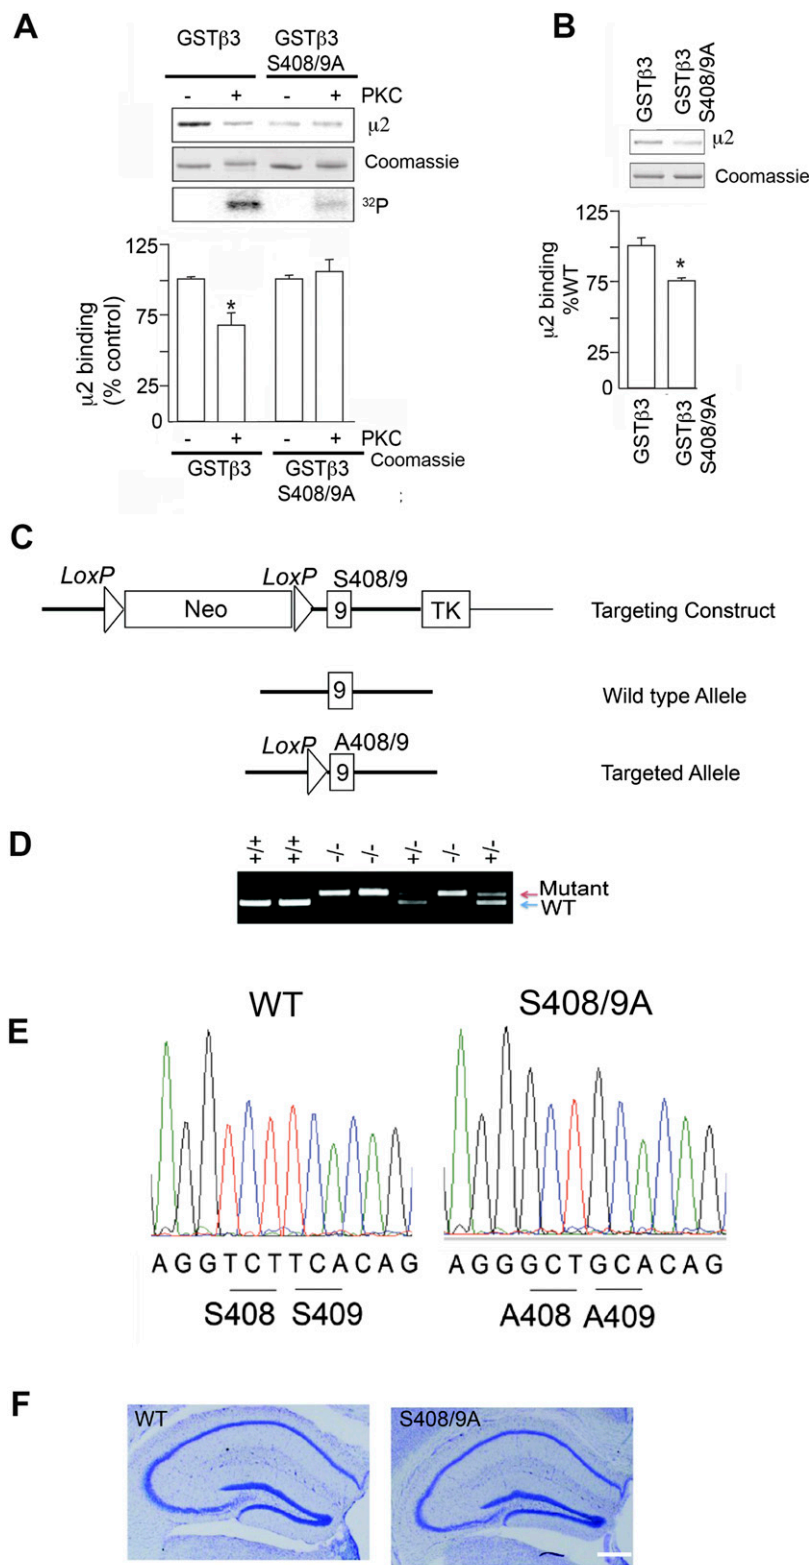 A
GSTβ3 GSTβ3
S408/9A
- + - + PKC
μ2
Coomassie
32P
125
75
25
0
μ2 binding
(% control)
*
- + - + PKC
GSTβ3 GSTβ3 Coomassie
S408/9A
;
B
GSTβ3
GSTβ3
S408/9A
μ2
Coomassie
125
75
25
0
μ2 binding
%WT
*
GSTβ3
GSTβ3
S408/9A
C
LoxP LoxP S408/9
Neo 9 TK Targeting Construct
9 Wild type Allele
LoxP A408/9
9 Targeted Allele
D
+/+ +/+ -/- -/- +/- -/- +/-
Mutant
WT
E
WT S408/9A
A G G T C T T C A C A G
S408 S409
A G G G C T G C A C A G
A408 A409
F
WT
S408/9A